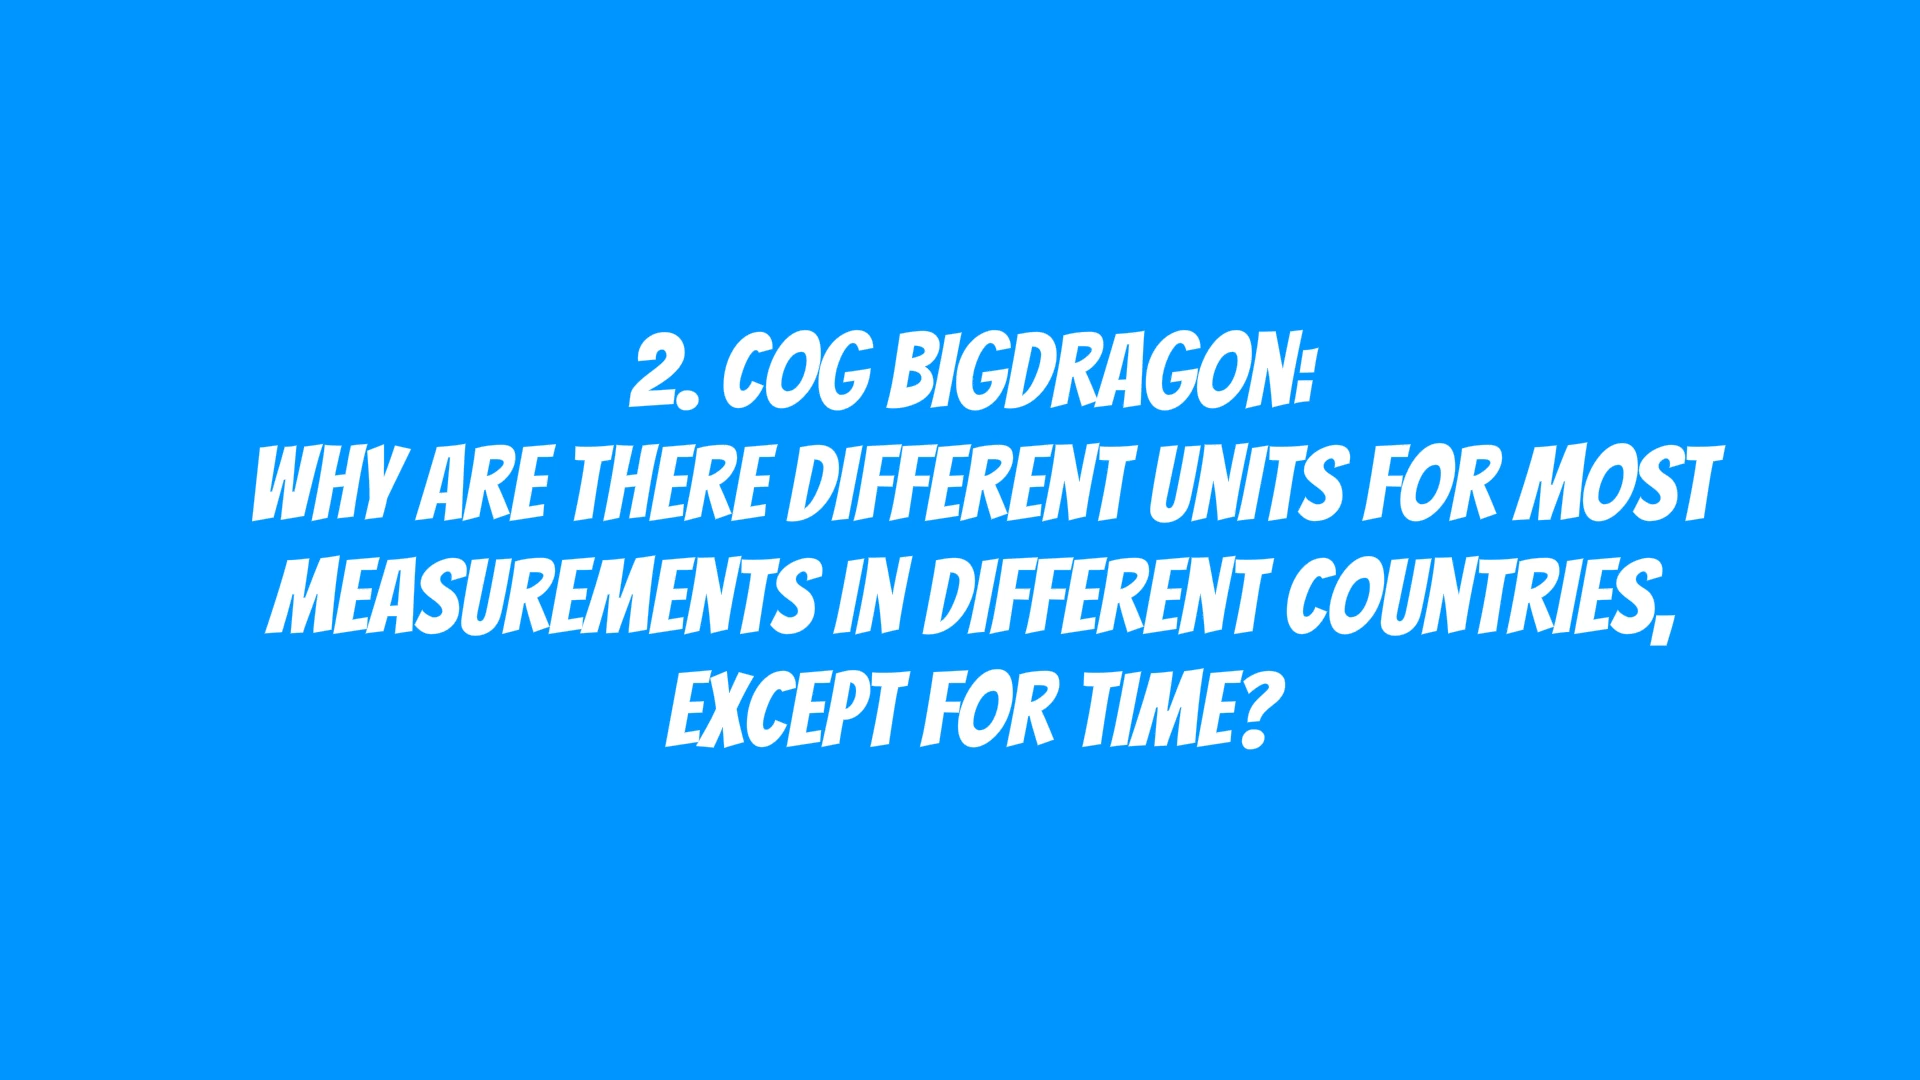 2. COG BIGDRAGON:
WHY ARE THERE DIFFERENT UNITS FOR MOST
MEASUREMENTS IN DIFFERENT COUNTRIES,
EXCEPT FOR TIME?